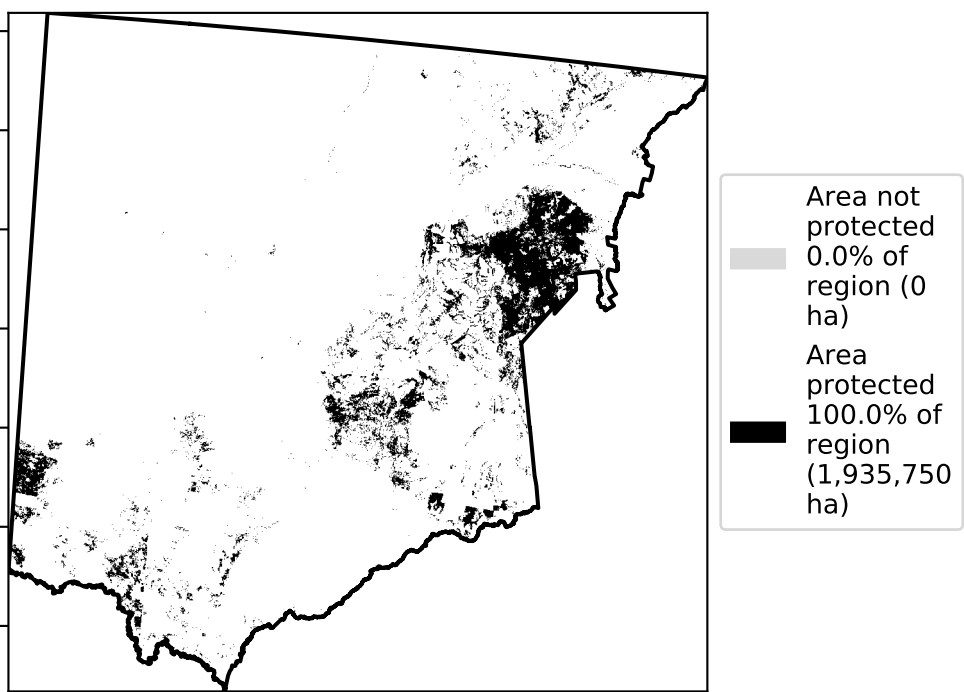 Area not
protected
0.0% of
region (0
ha)
Area
protected
100.0% of
region
(1,935,750
ha)